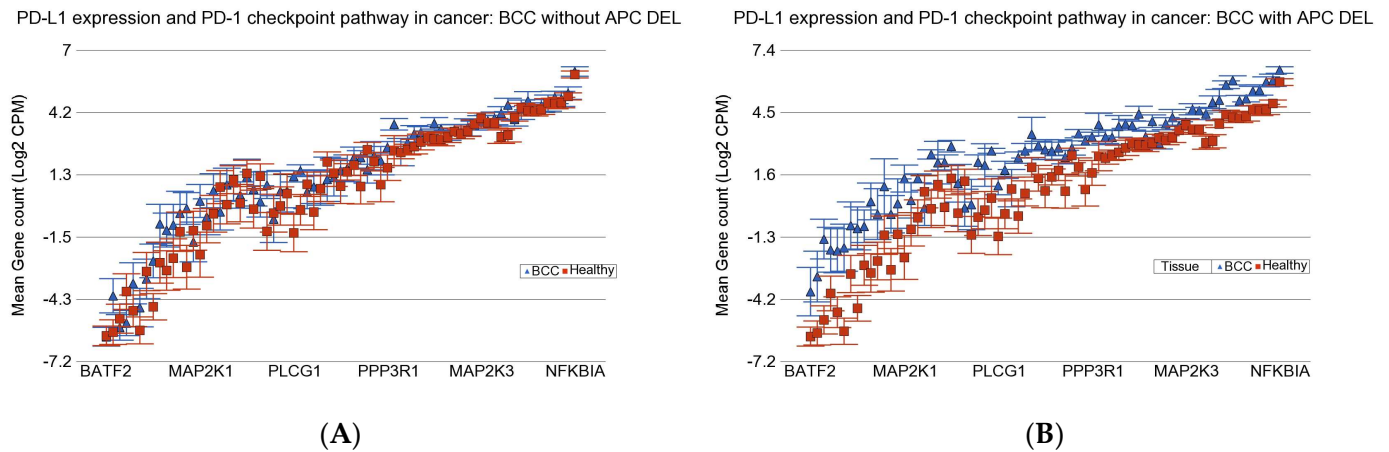 PD-L1 expression and PD-1 checkpoint pathway in cancer: BCC without APC DEL
7
4.2
1.3
-1.5
-4.3
-7.2
Mean Gene count (Log2 CPM)
BCC Healthy
BATF2 MAP2K1 PLCG1 PPP3R1 MAP2K3 NFKBIA
(A)
PD-L1 expression and PD-1 checkpoint pathway in cancer: BCC with APC DEL
7.4
4.5
1.6
-1.3
-4.2
-7.2
Mean Gene count (Log2 CPM)
Tissue BCC Healthy
BATF2 MAP2K1 PLCG1 PPP3R1 MAP2K3 NFKBIA
(B)